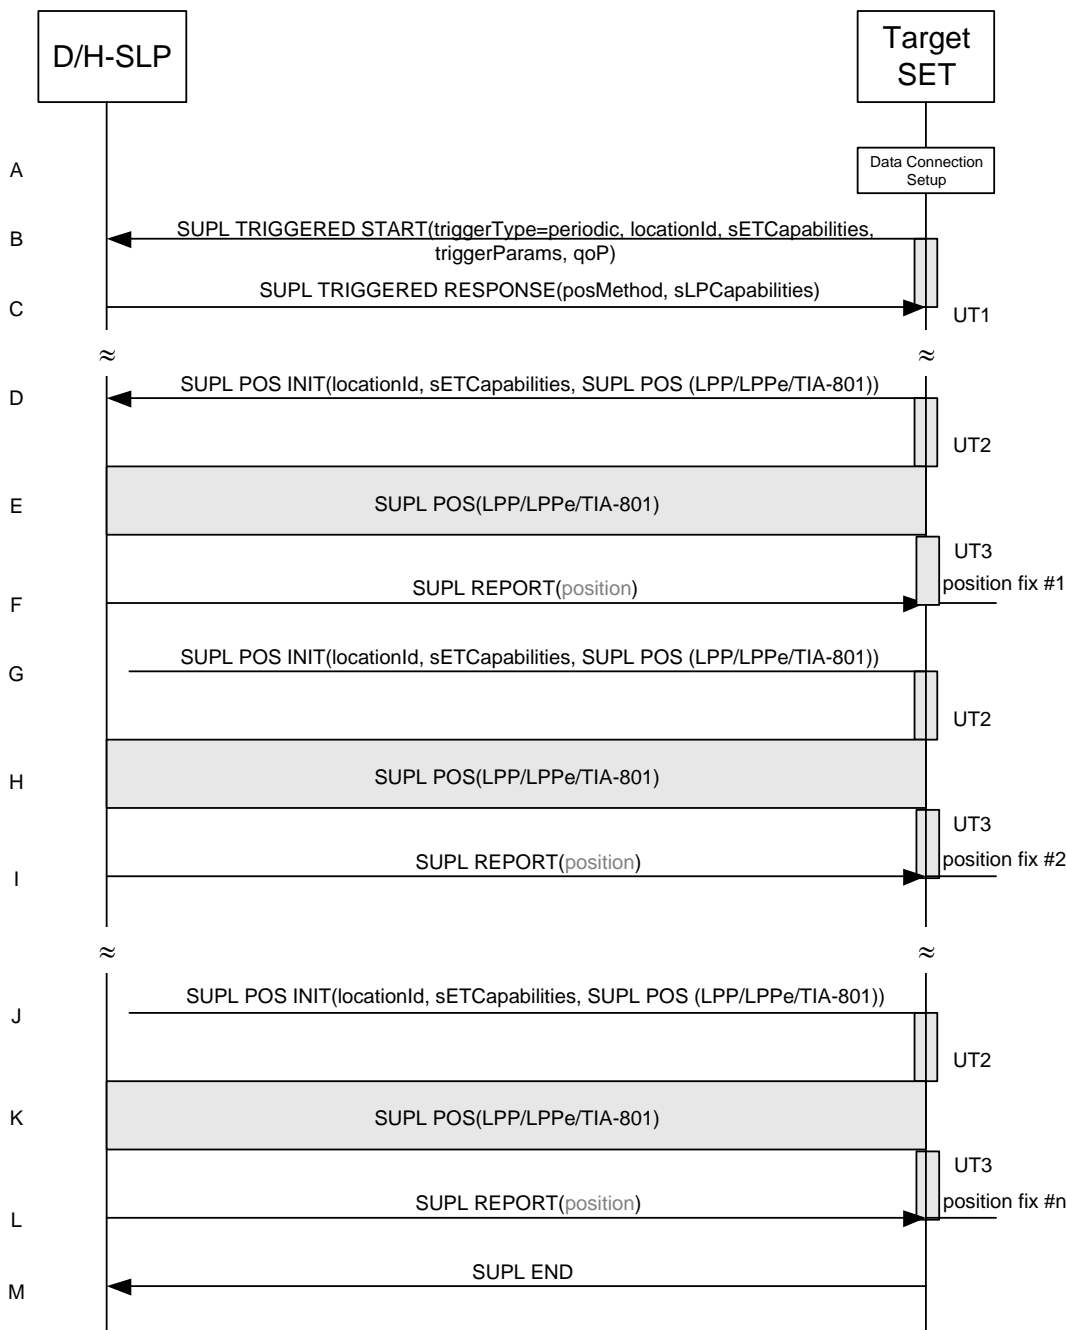 D/H-SLP
Target
SET
A
Data Connection
Setup
B
SUPL TRIGGERED START(triggerType=periodic, locationId, sETCapabilities,
triggerParams, qoP)
C
SUPL TRIGGERED RESPONSE(posMethod, sLPCapabilities)
UT1
≈
≈
D
SUPL POS INIT(locationId, sETCapabilities, SUPL POS (LPP/LPPe/TIA-801))
UT2
E
SUPL POS(LPP/LPPe/TIA-801)
UT3
position fix #1
F
SUPL REPORT(position)
G
SUPL POS INIT(locationId, sETCapabilities, SUPL POS (LPP/LPPe/TIA-801))
UT2
H
SUPL POS(LPP/LPPe/TIA-801)
UT3
position fix #2
I
SUPL REPORT(position)
≈
≈
J
SUPL POS INIT(locationId, sETCapabilities, SUPL POS (LPP/LPPe/TIA-801))
UT2
K
SUPL POS(LPP/LPPe/TIA-801)
UT3
position fix #n
L
SUPL REPORT(position)
M
SUPL END